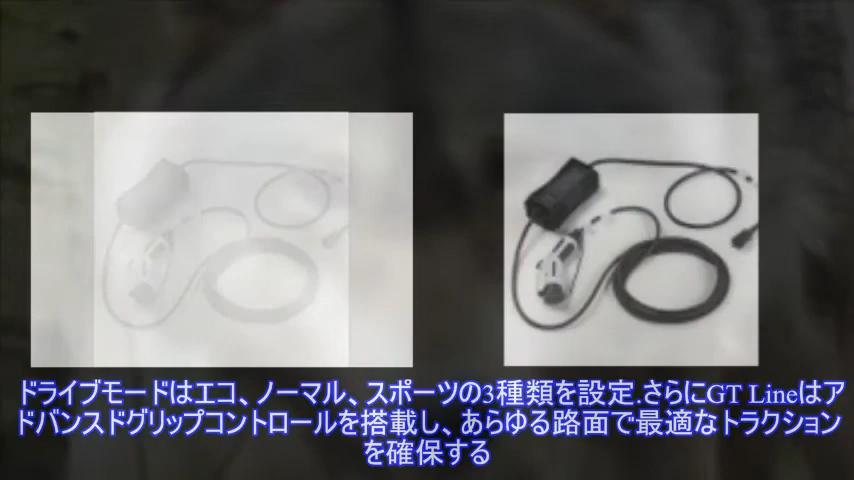 ドライブモードはエコ、ノーマル、スポーツの3種類を設定.さらにGT Lineはア
ドバンスドグリップコントロールを搭載し、あらゆる路面で最適なトラクション
を確保する